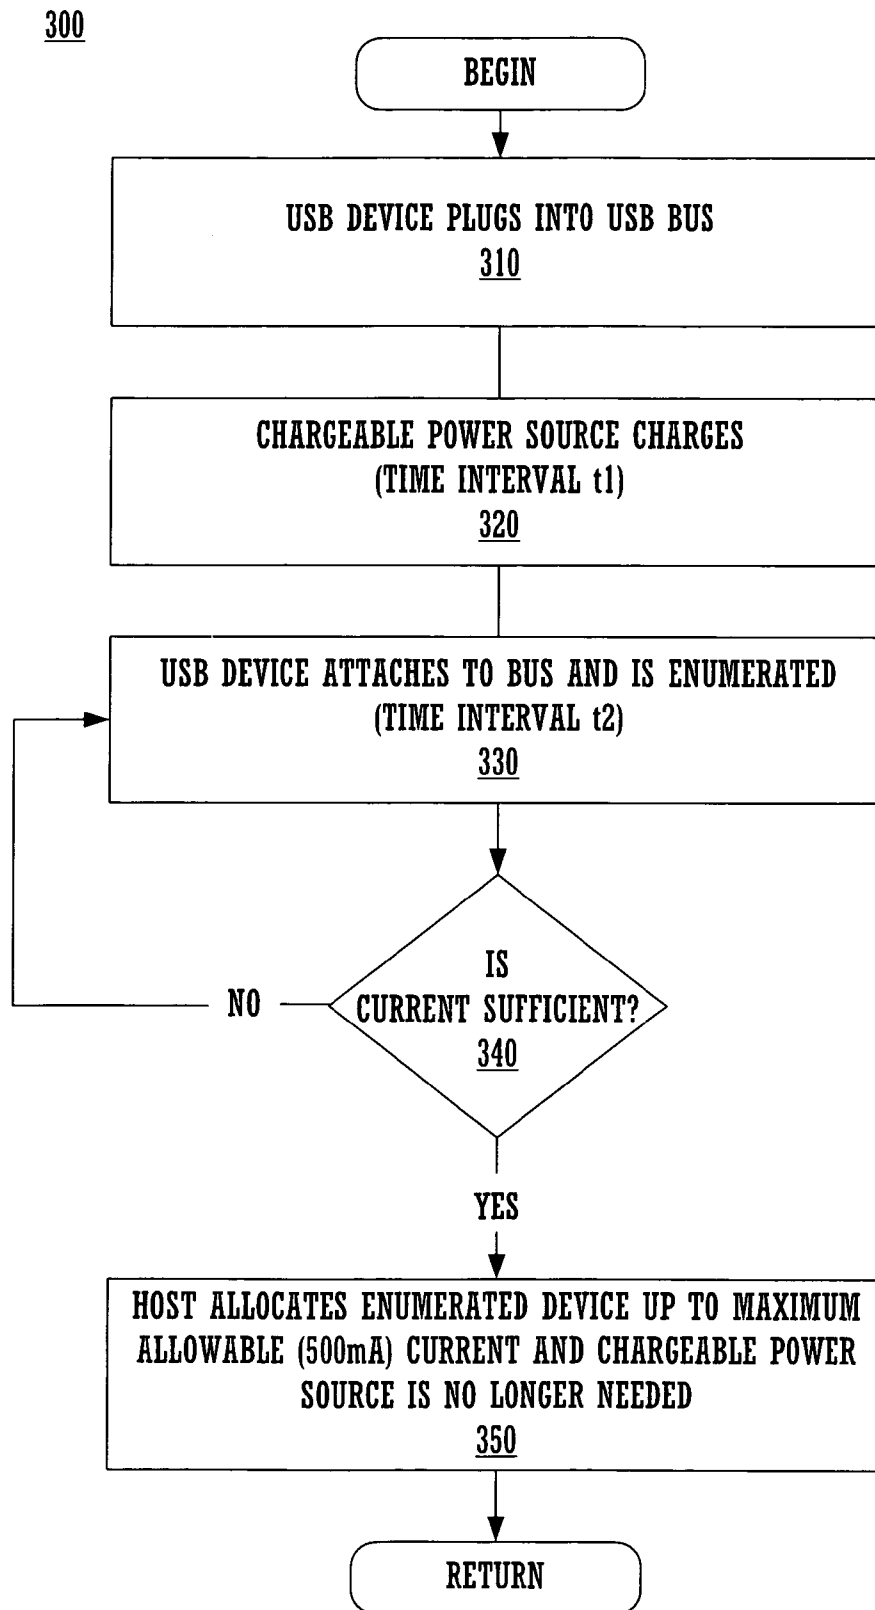 300
BEGIN
USB DEVICE PLUGS INTO USB BUS
310
CHARGEABLE POWER SOURCE CHARGES
(TIME INTERVAL t1)
320
USB DEVICE ATTACHES TO BUS AND IS ENUMERATED
(TIME INTERVAL t2)
330
IS
CURRENT SUFFICIENT?
340
NO
YES
HOST ALLOCATES ENUMERATED DEVICE UP TO MAXIMUM
ALLOWABLE (500mA) CURRENT AND CHARGEABLE POWER
SOURCE IS NO LONGER NEEDED
350
RETURN